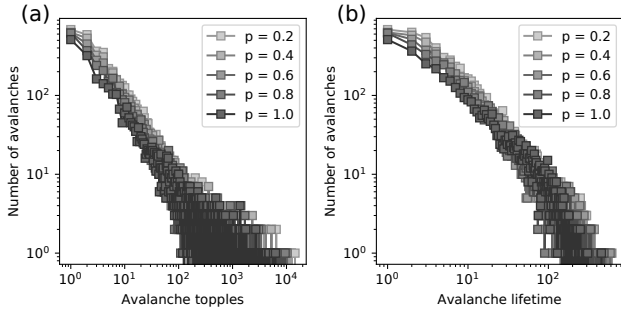 (a)
Number of avalanches
10²
10¹
10⁰
p = 0.2
p = 0.4
p = 0.6
p = 0.8
p = 1.0
10⁰ 10¹ 10² 10³ 10⁴
Avalanche topples
(b)
Number of avalanches
10²
10¹
10⁰
p = 0.2
p = 0.4
p = 0.6
p = 0.8
p = 1.0
10⁰ 10¹ 10²
Avalanche lifetime